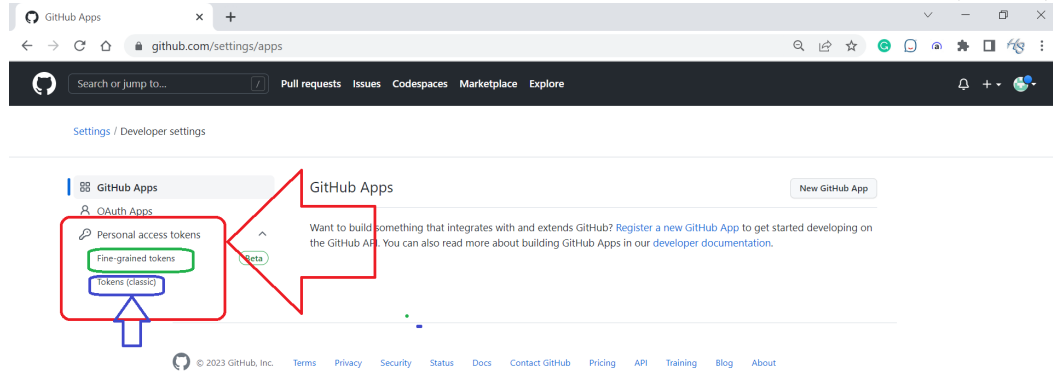 GitHub Apps
github.com/settings/apps
Search or jump to... / Pull requests Issues Codespaces Marketplace Explore
Settings / Developer settings
GitHub Apps
OAuth Apps
Personal access tokens
Fine-grained tokens Beta
Tokens (classic)
GitHub Apps New GitHub App
Want to build something that integrates with and extends GitHub? Register a new GitHub App to get started developing on
the GitHub API. You can also read more about building GitHub Apps in our developer documentation.
© 2023 GitHub, Inc. Terms Privacy Security Status Docs Contact GitHub Pricing API Training Blog About